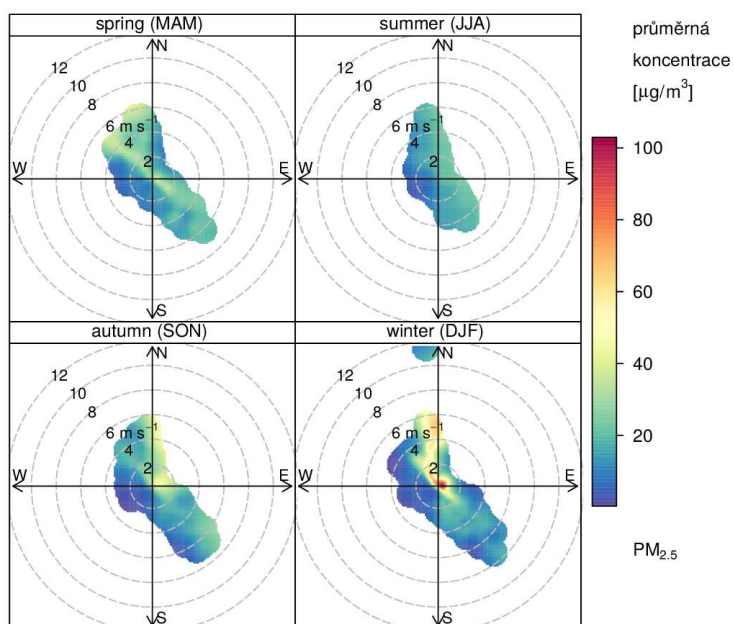 spring (MAM)
summer (JJA)
N
12
10
8
6 m s⁻¹
4
2
W
E
S
N
12
10
8
6 m s⁻¹
4
2
W
E
S
autumn (SON)
winter (DJF)
N
12
10
8
6 m s⁻¹
4
2
W
E
S
N
12
10
8
6 m s⁻¹
4
2
W
E
S
průměrná
koncentrace
[µg/m³]
100
80
60
40
20
PM₂.₅